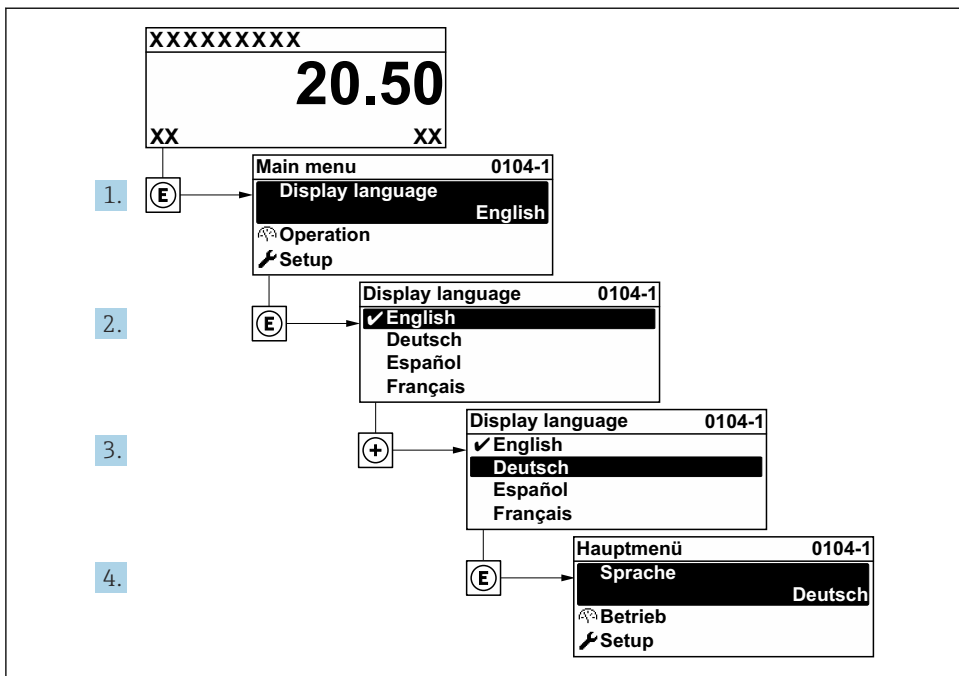 XXXXXXXXX
20.50
XX XX
1. E
Main menu 0104-1
Display language
English
Operation
Setup
2. E
Display language 0104-1
✔English
Deutsch
Español
Français
3. +
Display language 0104-1
✔English
Deutsch
Español
Français
4. E
Hauptmenü 0104-1
Sprache
Deutsch
Betrieb
Setup